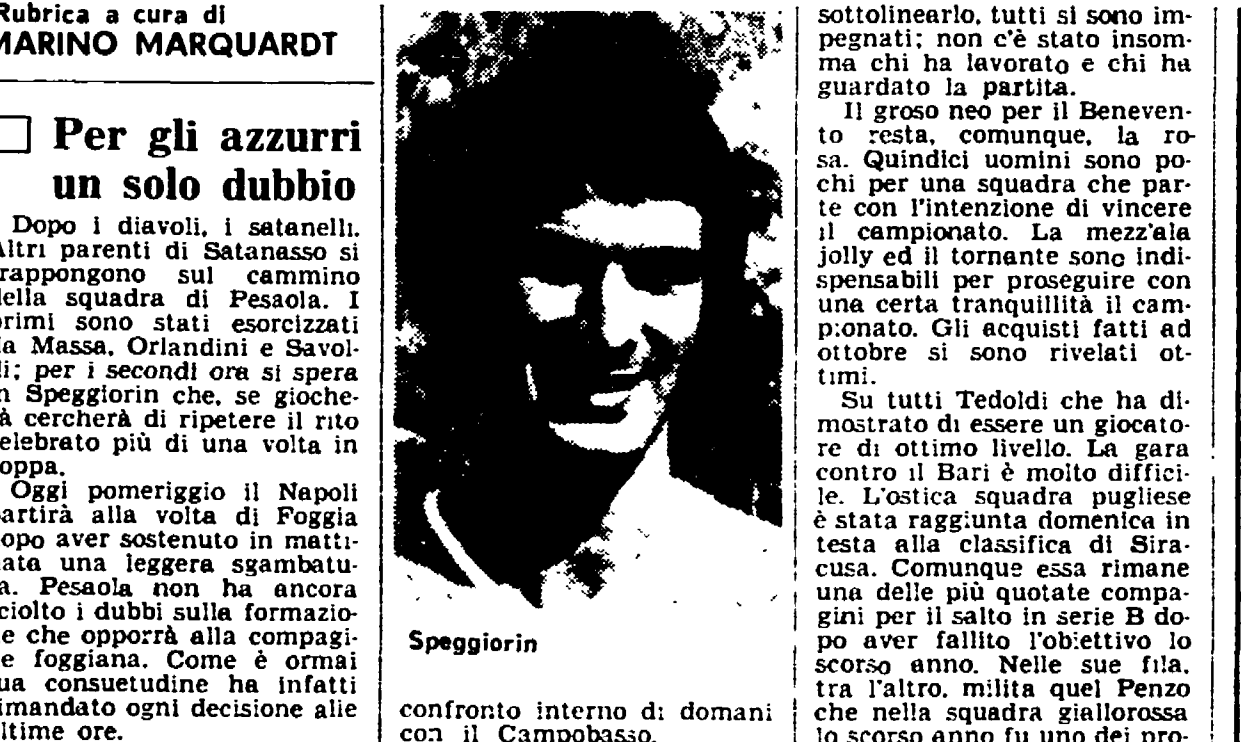 Rubrica a cura di
MARINO MARQUARDT
Per gli azzurri
un solo dubbio
Dopo i diavoli, i satanelli.
Altri parenti di Satanasso si
rappongono sul cammino
della squadra di Pesaola. I
primi sono stati esorcizzati
da Massa, Orlandini e Savol-
di; per i secondi ora si spera
in Speggiorin che, se gioche-
rà cercherà di ripetere il rito
celebrato più di una volta in
Coppa.
Oggi pomeriggio il Napoli
partirà alla volta di Foggia
dopo aver sostenuto in matti-
nata una leggera sgambatu-
ra. Pesaola non ha ancora
sciolto i dubbi sulla formazio-
ne che opporrà alla compagi-
ne foggiana. Come è ormai
sua consuetudine ha infatti
rimandato ogni decisione alle
ultime ore.
Speggiorin
confronto interno di domani
con il Campobasso.
sottolinearlo, tutti si sono im-
pegnati; non c'è stato insom-
ma chi ha lavorato e chi ha
guardato la partita.
Il groso neo per il Beneven-
to resta, comunque, la ro-
sa. Quindici uomini sono po-
chi per una squadra che par-
te con l'intenzione di vincere
il campionato. La mezz'ala
jolly ed il tornante sono indi-
spensabili per proseguire con
una certa tranquillità il cam-
pionato. Gli acquisti fatti ad
ottobre si sono rivelati ot-
timi.
Su tutti Tedoldi che ha di-
mostrato di essere un giocato-
re di ottimo livello. La gara
contro il Bari è molto diffici-
le. L'ostica squadra pugliese
è stata raggiunta domenica in
testa alla classifica di Sira-
cusa. Comunque essa rimane
una delle più quotate compa-
gini per il salto in serie B do-
po aver fallito l'obiettivo lo
scorso anno. Nelle sue fila,
tra l'altro, milita quel Penzo
che nella squadra giallorossa
lo scorso anno fu uno dei pro-